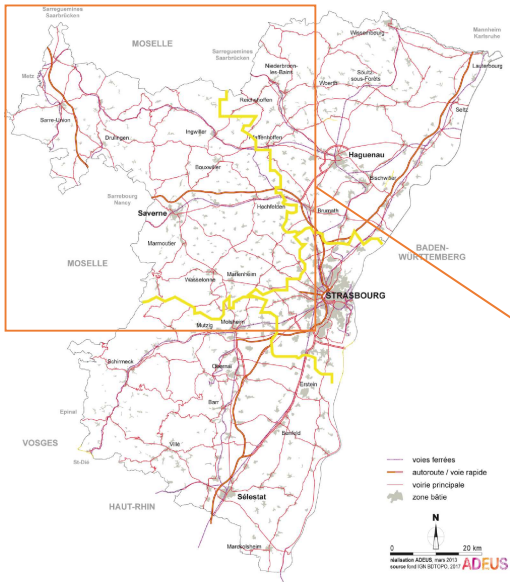 Sarreguemines
Saarbrücken
MOSELLE
Sarreguemines
Saarbrücken
Wissembourg
Mannheim
Karlsruhe
Niederbronn-
les-Bains
Woerth
Soultz
-sous-Forêts
Lauterbourg
Metz
Reichshoffen
Seltz
Sarre-Union
Drulingen
Ingwiller
Pfaffenhoffen
Haguenau
Bouxwiller
Bischwiller
Sarrebourg
Nancy
Saverne
Hochfelden
Brumath
Marmoutier
BADEN-
WÜRTTEMBERG
MOSELLE
Wasselonne
Marlenheim
STRASBOURG
Mutzig
Molsheim
Schirmeck
Obernai
Erstein
Epinal
Barr
VOSGES
Villé
Benfeld
St-Dié
voies ferrées
autoroute / voie rapide
voirie principale
zone bâtie
HAUT-RHIN
Sélestat
N
0
20 km
Marckolsheim
réalisation ADEUS, mars 2013
source fond IGN BDTOPO, 2017
ADEUS